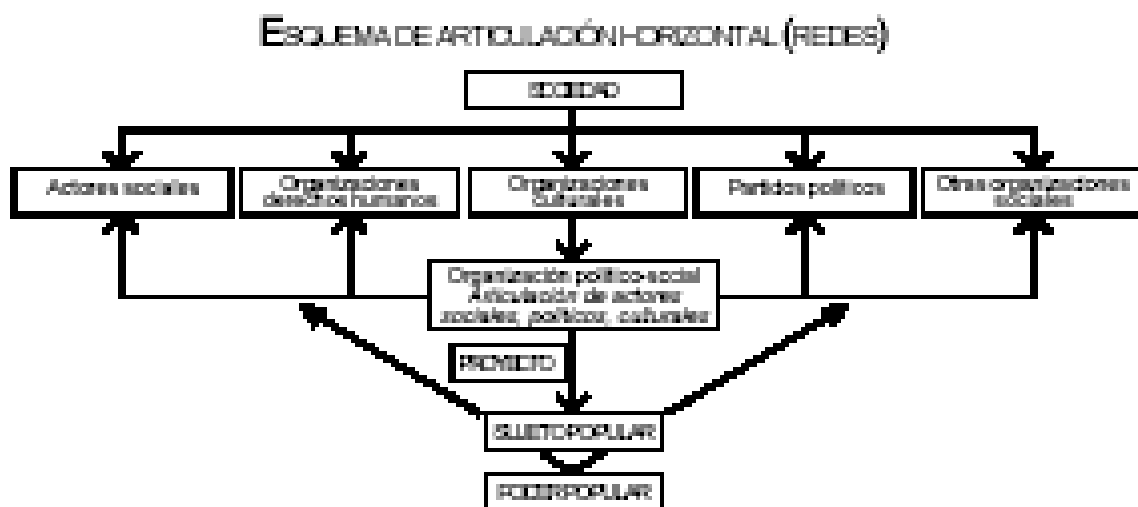 ESQUEMA DE ARTICULACIÓN HORIZONTAL (REDES)
SOCIEDAD
Actores sociales
Organizaciones
derechos humanos
Organizaciones
culturales
Partidos políticos
Otras organizaciones
sociales
Organización político-social
Articulación de actores
sociales, políticos, culturales
PROYECTO
SUJETO POPULAR
PODER POPULAR